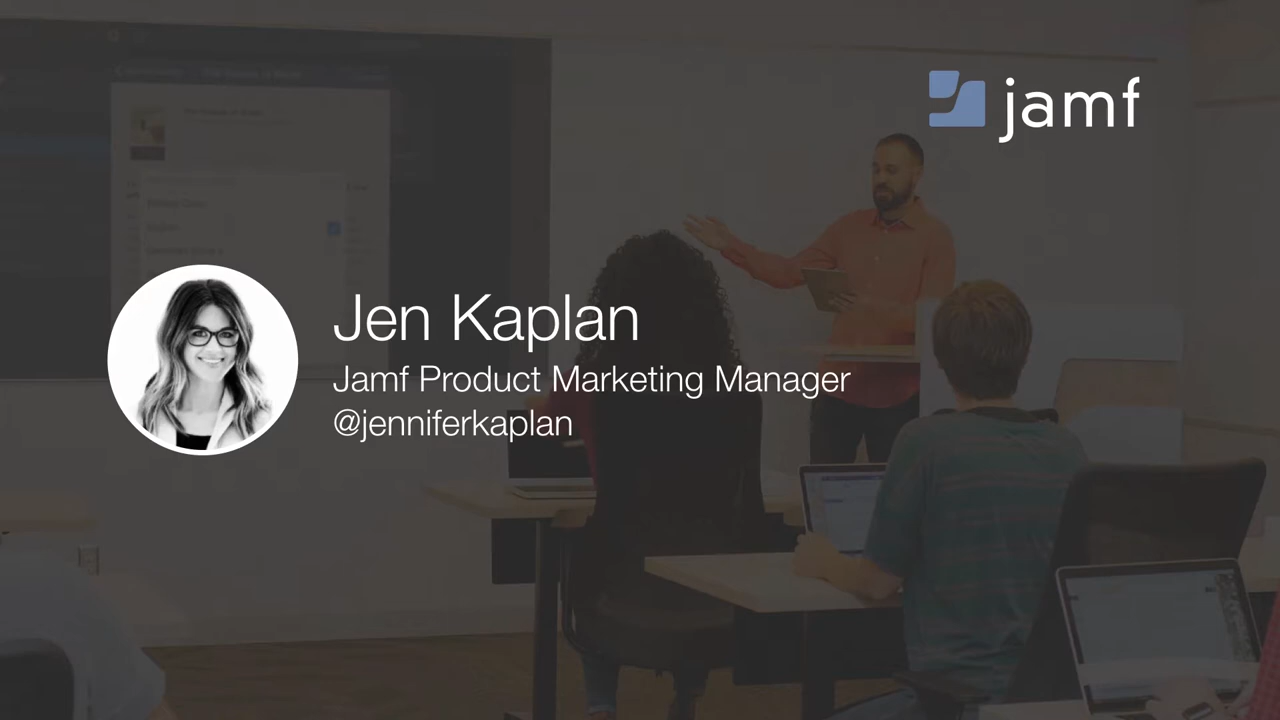 jamf
Jen Kaplan
Jamf Product Marketing Manager
@jenniferkaplan